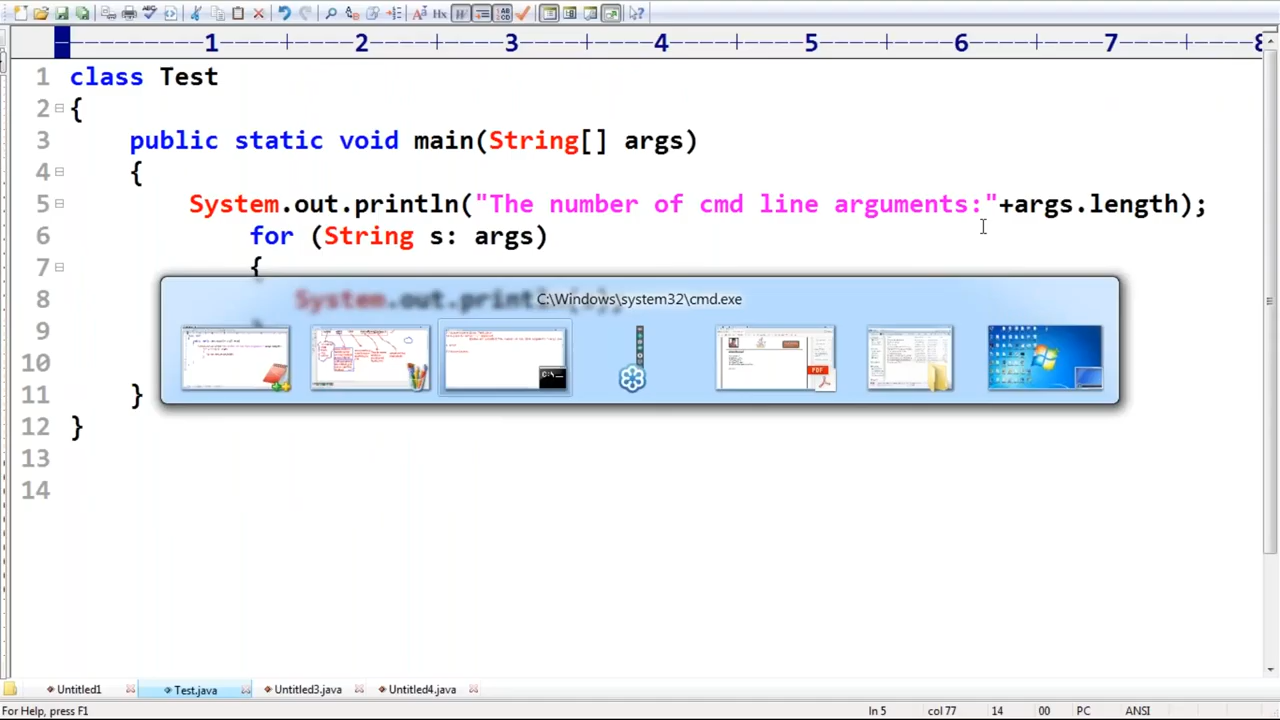 1 2 3 4 5 6 7 8
1 class Test
2 {
3 public static void main(String[] args)
4 {
5 System.out.println("The number of cmd line arguments:"+args.length);
6 for (String s: args)
7 {
8 System.out.println(s);
C:\Windows\system32\cmd.exe
9 }
10
11 }
12 }
13
14
Untitled1 Test.java Untitled3.java Untitled4.java
For Help, press F1 ln 5 col 77 14 00 PC ANSI